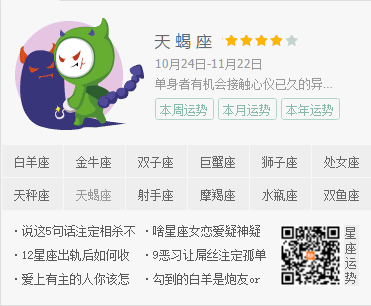 天蝎座
10月24日-11月22日
单身者有机会接触心仪已久的异...
本周运势 本月运势 本年运势
白羊座 金牛座 双子座 巨蟹座 狮子座 处女座
天秤座 天蝎座 射手座 摩羯座 水瓶座 双鱼座
· 说这5句话注定相杀不 · 啥星座女恋爱疑神疑
· 12星座出轨后如何收 · 9恶习让屌丝注定孤单
· 爱上有主的人你该怎 · 勾到的白羊是炮友or
星座运势